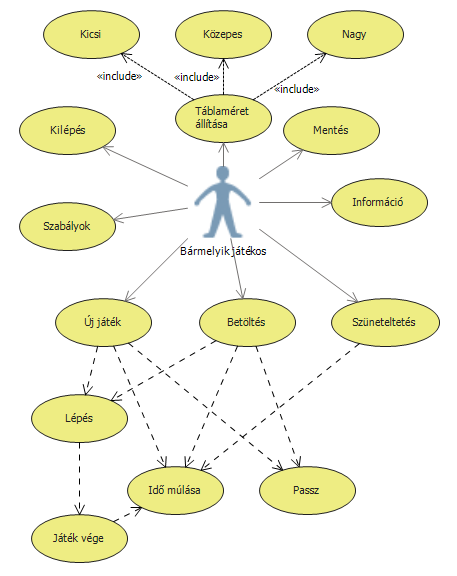 Kicsi
Közepes
Nagy
«include»
«include»
«include»
Táblaméret
állítása
Kilépés
Mentés
Szabályok
Információ
Bármelyik játékos
Új játék
Betöltés
Szüneteltetés
Lépés
Idő múlása
Passz
Játék vége